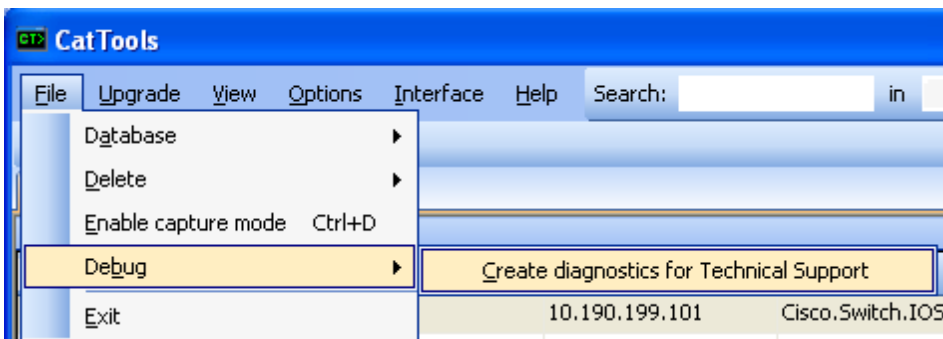 CT> CatTools
File Upgrade View Options Interface Help Search: in
Database
Delete
Enable capture mode Ctrl+D
Debug Create diagnostics for Technical Support
Exit 10.190.199.101 Cisco.Switch.IOS